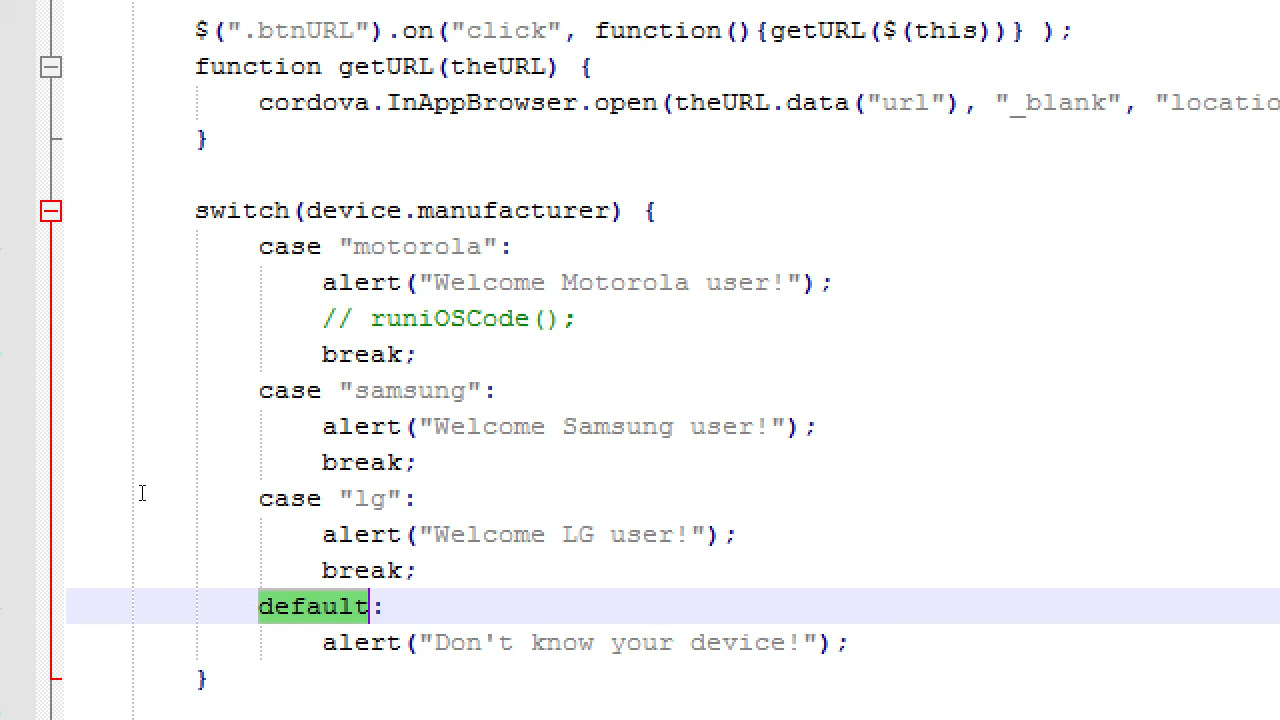 $(".btnURL").on("click", function(){getURL($(this))} );
function getURL(theURL) {
cordova.InAppBrowser.open(theURL.data("url"), "_blank", "locatio
}
switch(device.manufacturer) {
case "motorola":
alert("Welcome Motorola user!");
// runiOSCode();
break;
case "samsung":
alert("Welcome Samsung user!");
break;
case "lg":
alert("Welcome LG user!");
break;
default:
alert("Don't know your device!");
}